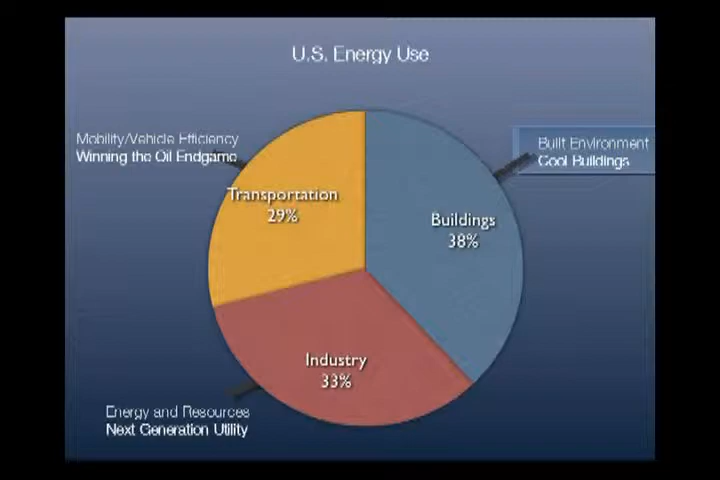 U.S. Energy Use
Mobility/Vehicle Efficiency
Winning the Oil Endgame
Built Environment
Cool Buildings
Transportation
29%
Buildings
38%
Industry
33%
Energy and Resources
Next Generation Utility